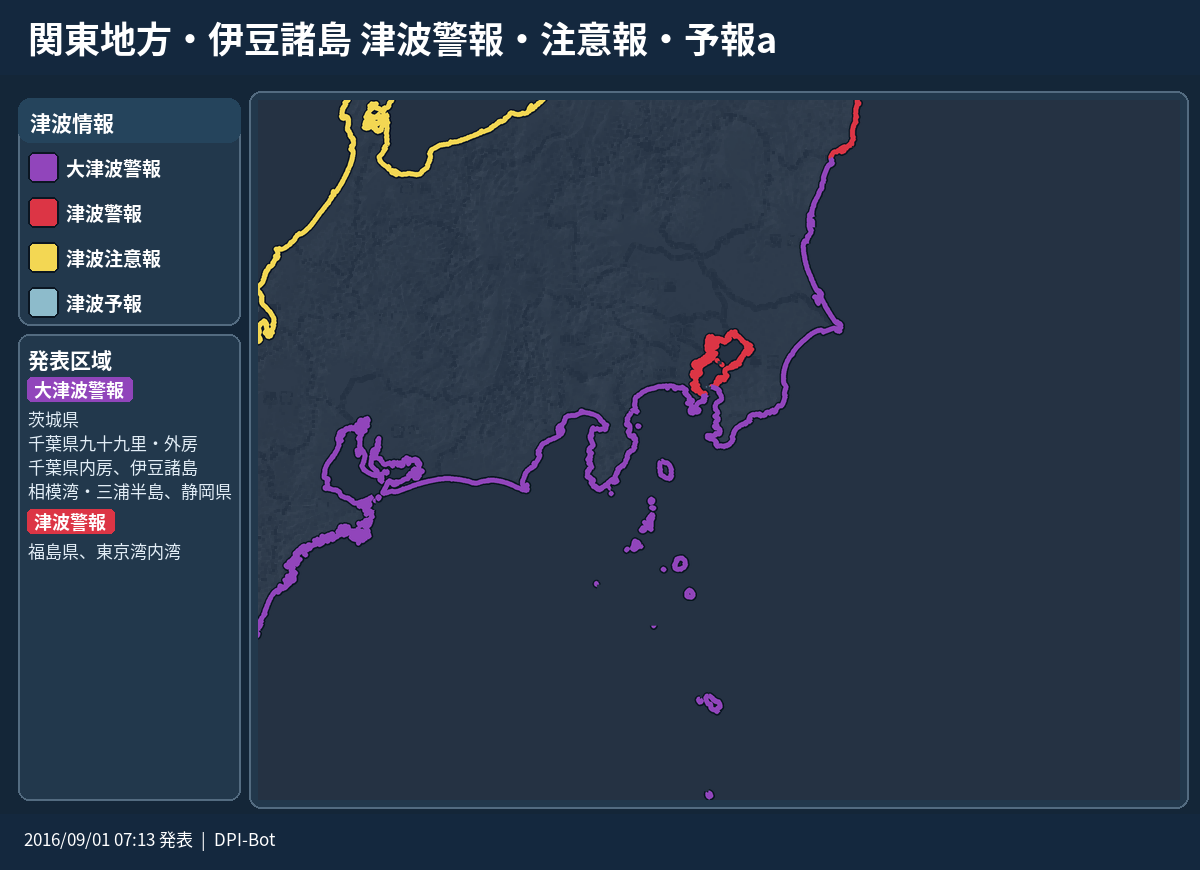 関東地方・伊豆諸島 津波警報・注意報・予報a
津波情報
大津波警報
津波警報
津波注意報
津波予報
発表区域
大津波警報
茨城県
千葉県九十九里・外房
千葉県内房、伊豆諸島
相模湾・三浦半島、静岡県
津波警報
福島県、東京湾内湾
2016/09/01 07:13 発表 | DPI-Bot